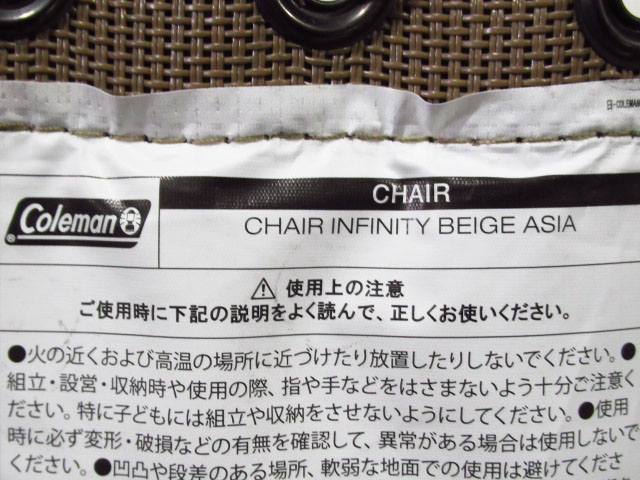 日-COLEMAN
CHAIR
Coleman
CHAIR INFINITY BEIGE ASIA
使用上の注意
ご使用時に下記の説明をよく読んで、正しくお使いください。
●火の近くおよび高温の場所に近づけたり放置したりしないでください。●
組立・設営・収納時や使用の際、指や手などをはさまないよう十分ご注意く
ださい。特に子どもには組立や収納をさせないようにしてください。●使用
時に必ず変形・破損などの有無を確認して、異常がある場合は使用しないで
ください。●凹凸や段差のある場所、軟弱な地面での使用は避けてくださ